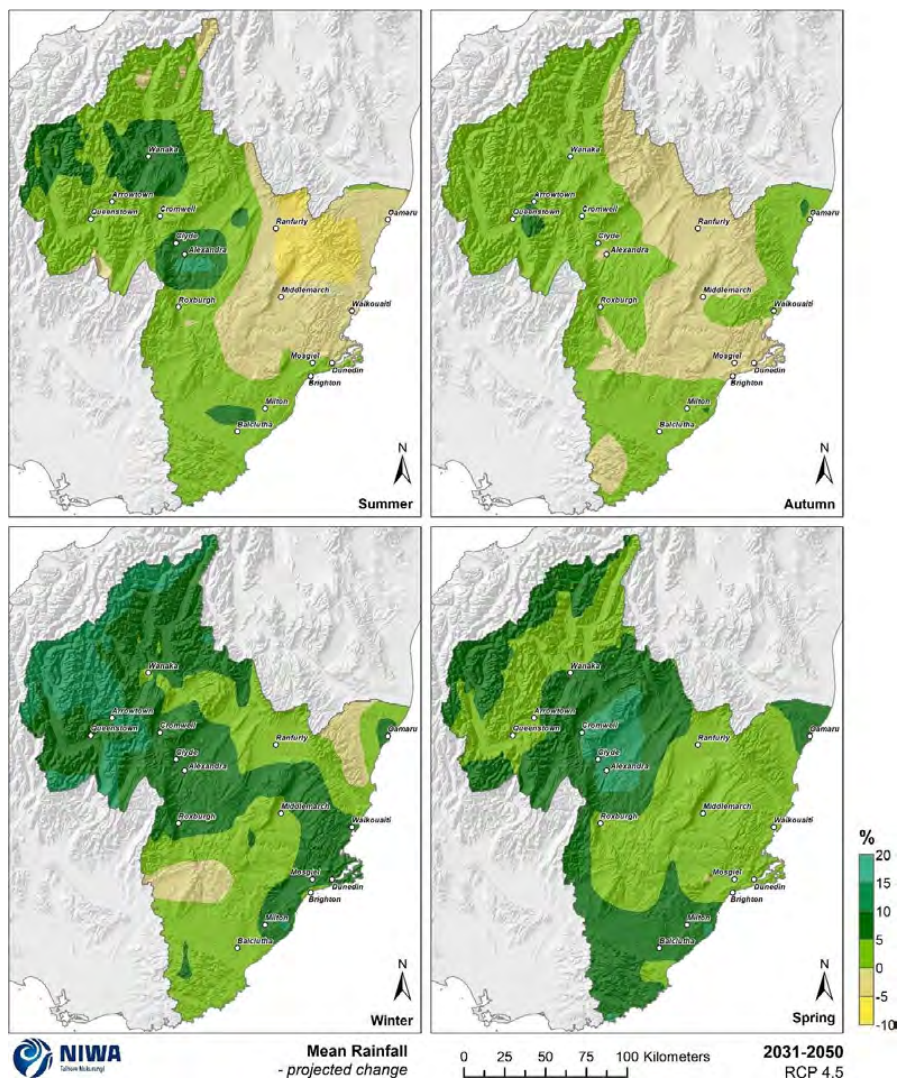 Wanaka
Arrowtown
Queenstown
Cromwell
Clyde
Alexandra
Ranfurly
Oamaru
Roxburgh
Middlemarch
Waikouaiti
Mosgiel
Dunedin
Brighton
Milton
Balclutha
N
Summer
Wanaka
Arrowtown
Queenstown
Cromwell
Clyde
Alexandra
Ranfurly
Oamaru
Roxburgh
Middlemarch
Waikouaiti
Mosgiel
Dunedin
Brighton
Milton
Balclutha
N
Autumn
Wanaka
Arrowtown
Queenstown
Cromwell
Clyde
Alexandra
Ranfurly
Oamaru
Roxburgh
Middlemarch
Waikouaiti
Mosgiel
Dunedin
Brighton
Milton
Balclutha
N
Winter
Wanaka
Arrowtown
Queenstown
Cromwell
Clyde
Alexandra
Ranfurly
Oamaru
Roxburgh
Middlemarch
Waikouaiti
Mosgiel
Dunedin
Brighton
Milton
Balclutha
N
Spring
%
20
15
10
5
0
-5
-10
NIWA
Taihoro Nukurangi
Mean Rainfall
- projected change
0 25 50 75 100 Kilometers
2031-2050
RCP 4.5